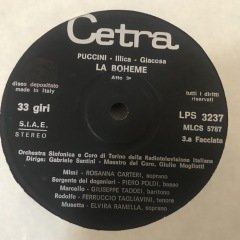 Cetra
PUCCINI - Illica - Giacosa
LA BOHEME
Atto 3º
disco depositato
made in Italy
tutti i diritti
riservati
33 giri
LPS 3237
MLCS 5787
S.I.A.E.
STEREO
3.a Facciata
Orchestra Sinfonica e Coro di Torino della Radiotelevisione Italiana
Dirige: Gabriele Santini - Maestro del Coro, Giulio Mogliotti
Mimì - ROSANNA CARTERI, soprano
Sergente dei doganieri - PIERO POLDI, basso
Marcello - GIUSEPPE TADDEI, baritono
Rodolfo - FERRUCCIO TAGLIAVINI, tenore
Musetta - ELVIRA RAMELLA, soprano